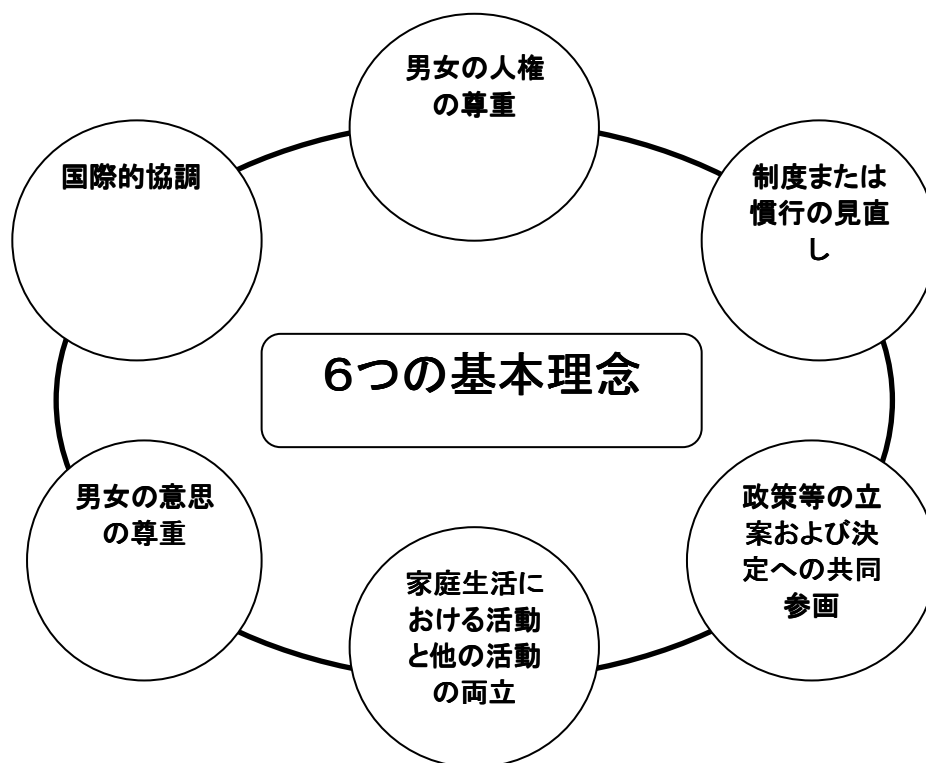 男女の人権
の尊重
国際的協調
制度または
慣行の見直
し
６つの基本理念
男女の意思
の尊重
政策等の立
案および決
定への共同
参画
家庭生活に
おける活動
と他の活動
の両立